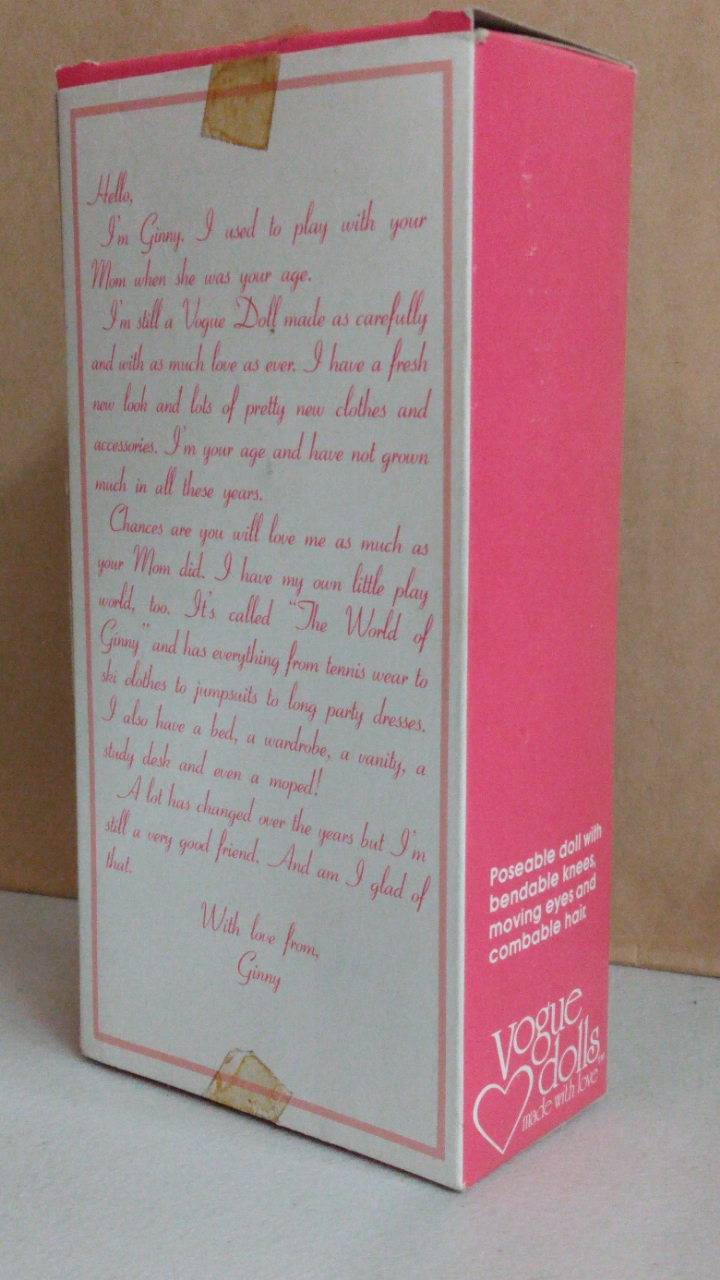 Hello,
I'm Ginny. I used to play with your
Mom when she was your age.
I'm still a Vogue Doll made as carefully
and with as much love as ever. I have a fresh
new look and lots of pretty new clothes and
accessories. I'm your age and have not grown
much in all these years.
Chances are you will love me as much as
your Mom did. I have my own little play
world, too. It's called "The World of
Ginny" and has everything from tennis wear to
ski clothes to jumpsuits to long party dresses.
I also have a bed, a wardrobe, a vanity, a
study desk and even a moped!
A lot has changed over the years but I'm
still a very good friend. And am I glad of
that.
With love from,
Ginny
Poseable doll with
bendable knees,
moving eyes and
combable hair.
Vogue
dolls™
made with love